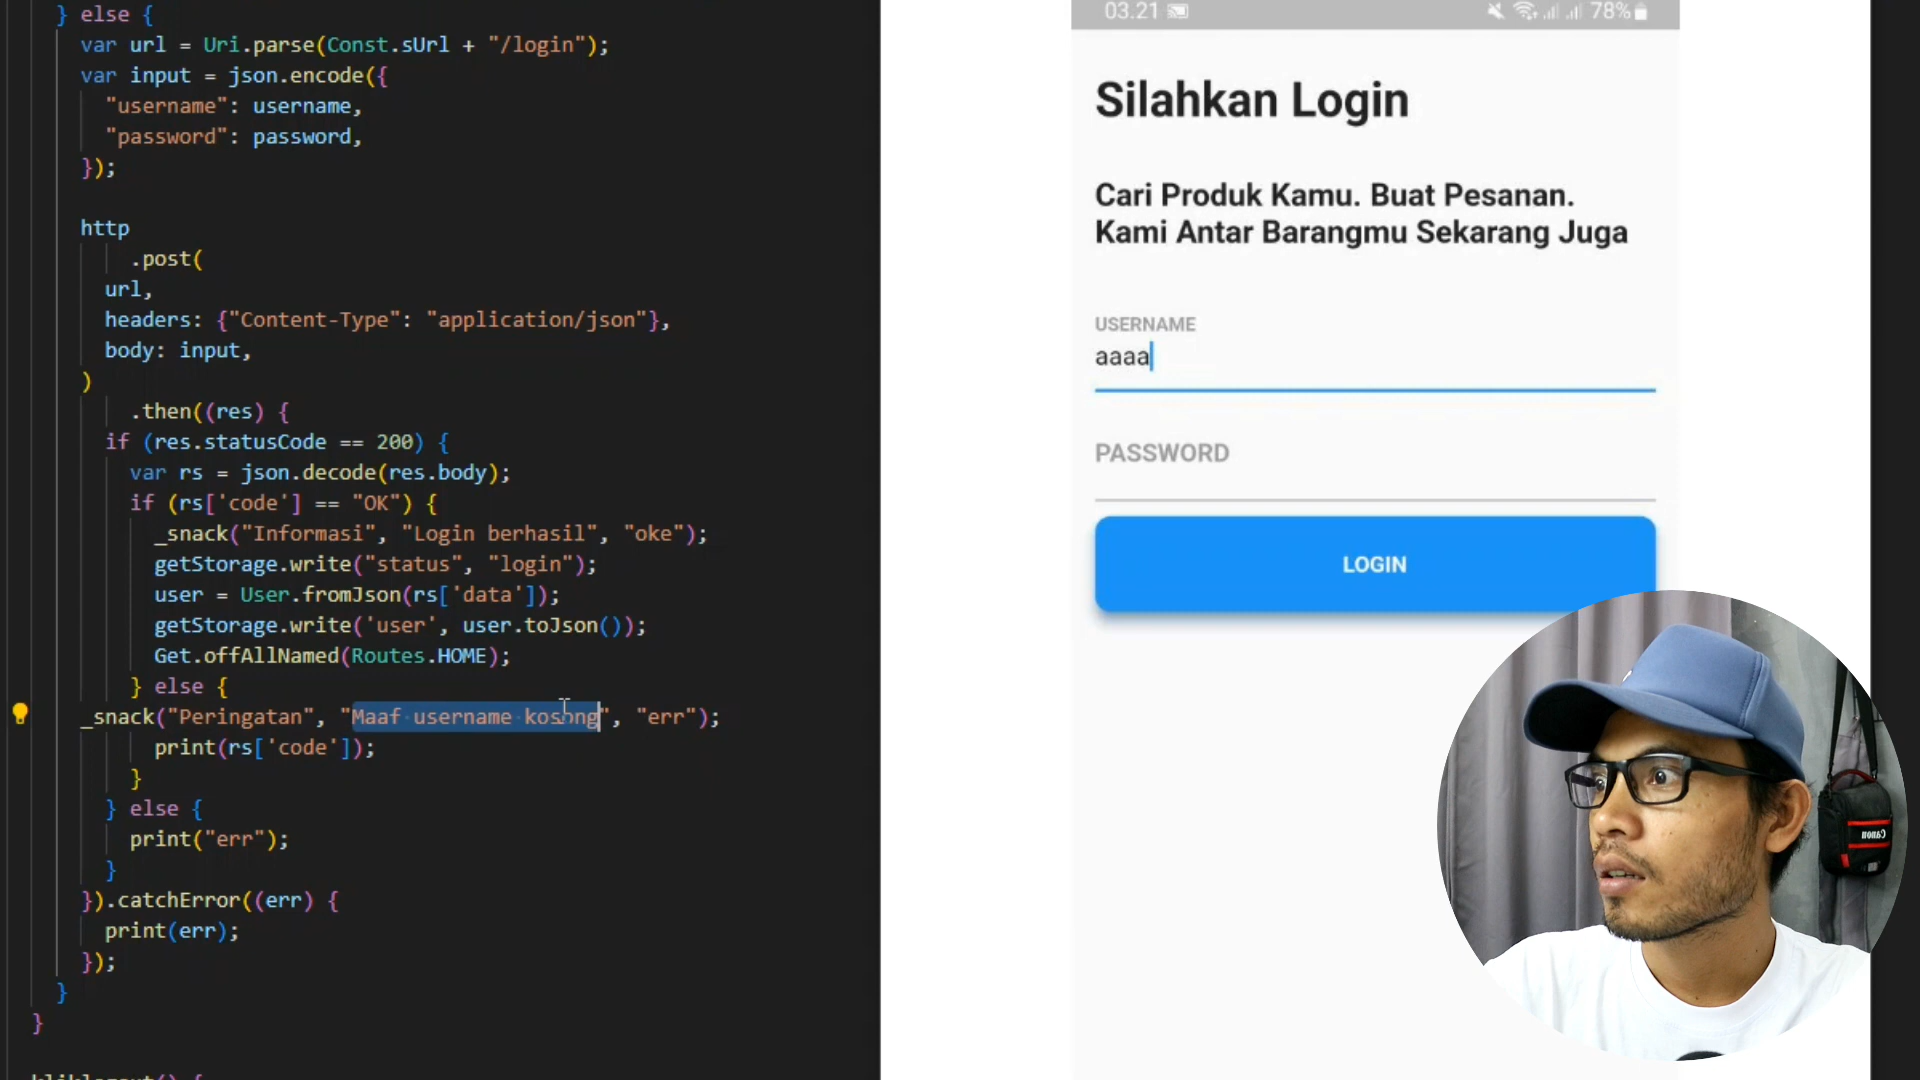 } else {
var url = Uri.parse(Const.sUrl + "/login");
var input = json.encode({
"username": username,
"password": password,
});
http
.post(
url,
headers: {"Content-Type": "application/json"},
body: input,
)
.then((res) {
if (res.statusCode == 200) {
var rs = json.decode(res.body);
if (rs['code'] == "OK") {
_snack("Informasi", "Login berhasil", "oke");
getStorage.write("status", "login");
user = User.fromJson(rs['data']);
getStorage.write('user', user.toJson());
Get.offAllNamed(Routes.HOME);
} else {
_snack("Peringatan", "Maaf username kosong", "err");
print(rs['code']);
}
} else {
print("err");
}
}).catchError((err) {
print(err);
});
}
}
03.21
78%
Silahkan Login
Cari Produk Kamu. Buat Pesanan.
Kami Antar Barangmu Sekarang Juga
USERNAME
aaaa
PASSWORD
LOGIN
Canon